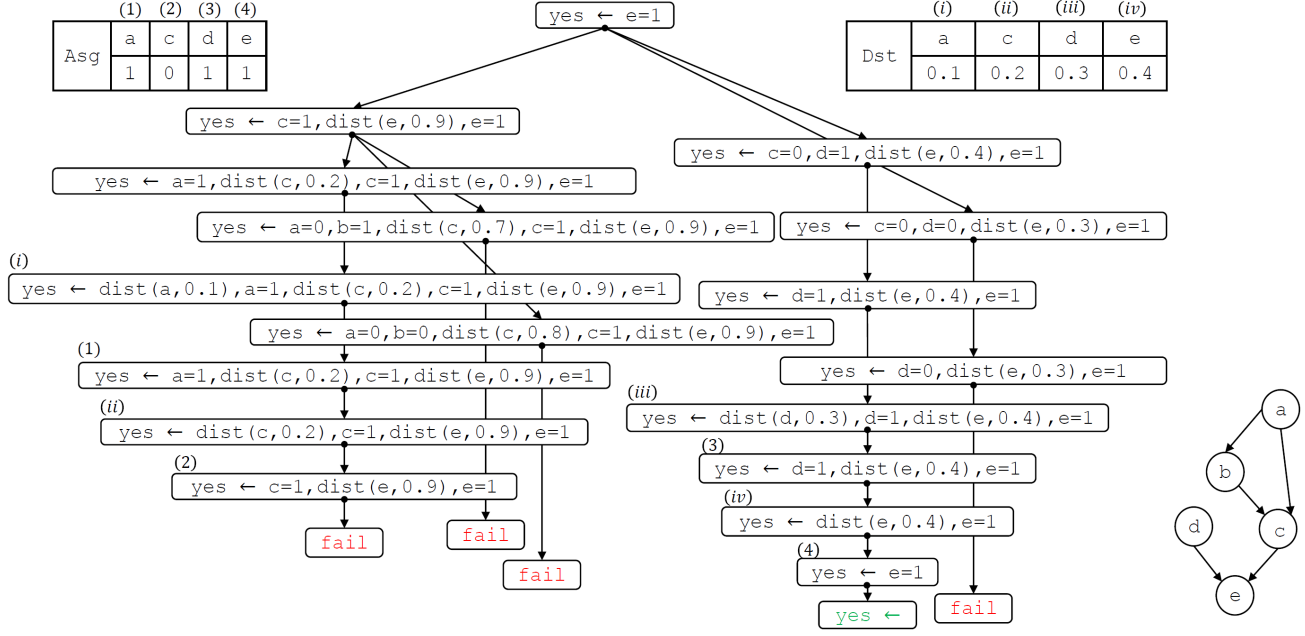 (1) (2) (3) (4)
Asg a c d e
1 0 1 1
(i) (ii) (iii) (iv)
Dst a c d e
0.1 0.2 0.3 0.4
yes ← e=1
yes ← c=1,dist(e,0.9),e=1
yes ← c=0,d=1,dist(e,0.4),e=1
yes ← a=1,dist(c,0.2),c=1,dist(e,0.9),e=1
yes ← a=0,b=1,dist(c,0.7),c=1,dist(e,0.9),e=1
yes ← c=0,d=0,dist(e,0.3),e=1
(i)
yes ← dist(a,0.1),a=1,dist(c,0.2),c=1,dist(e,0.9),e=1
yes ← d=1,dist(e,0.4),e=1
yes ← a=0,b=0,dist(c,0.8),c=1,dist(e,0.9),e=1
(1)
yes ← a=1,dist(c,0.2),c=1,dist(e,0.9),e=1
yes ← d=0,dist(e,0.3),e=1
(ii)
yes ← dist(c,0.2),c=1,dist(e,0.9),e=1
(iii)
yes ← dist(d,0.3),d=1,dist(e,0.4),e=1
(2)
yes ← c=1,dist(e,0.9),e=1
(3)
yes ← d=1,dist(e,0.4),e=1
(iv)
yes ← dist(e,0.4),e=1
fail
fail
fail
(4)
yes ← e=1
yes ←
fail
a
b
d
c
e